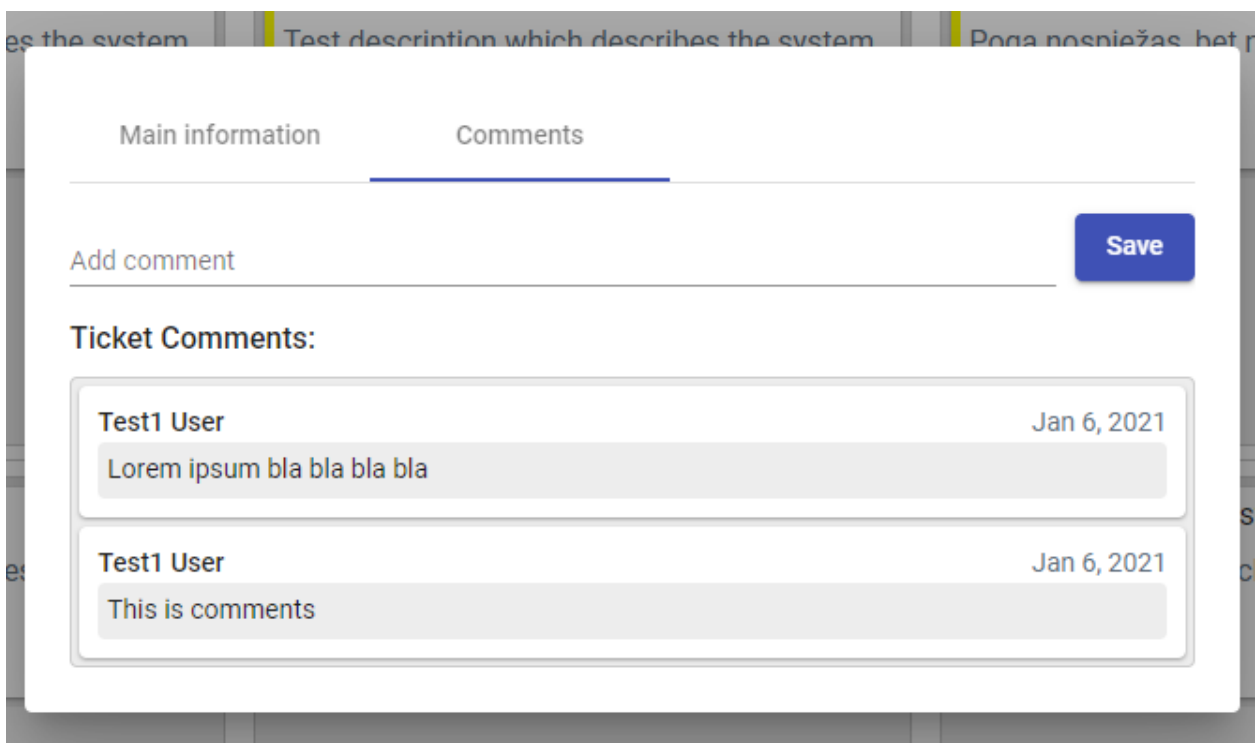 es the system
Test description which describes the system
Poga nospiežas, bet
Main information
Comments
Add comment
Save
Ticket Comments:
Test1 User
Jan 6, 2021
Lorem ipsum bla bla bla bla
Test1 User
Jan 6, 2021
This is comments